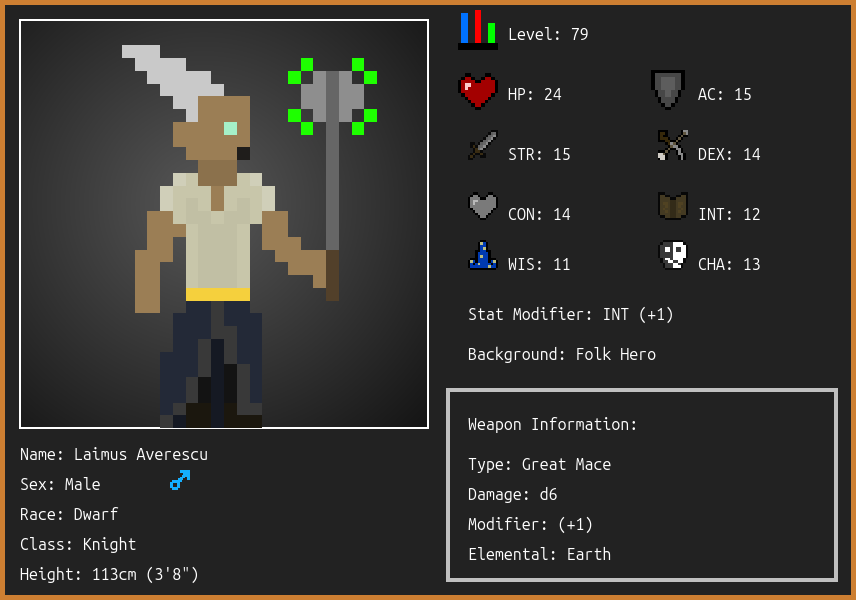 Level: 79
HP: 24
AC: 15
STR: 15
DEX: 14
CON: 14
INT: 12
WIS: 11
CHA: 13
Stat Modifier: INT (+1)
Background: Folk Hero
Weapon Information:
Type: Great Mace
Damage: d6
Modifier: (+1)
Elemental: Earth
Name: Laimus Averescu
Sex: Male
Race: Dwarf
Class: Knight
Height: 113cm (3'8")